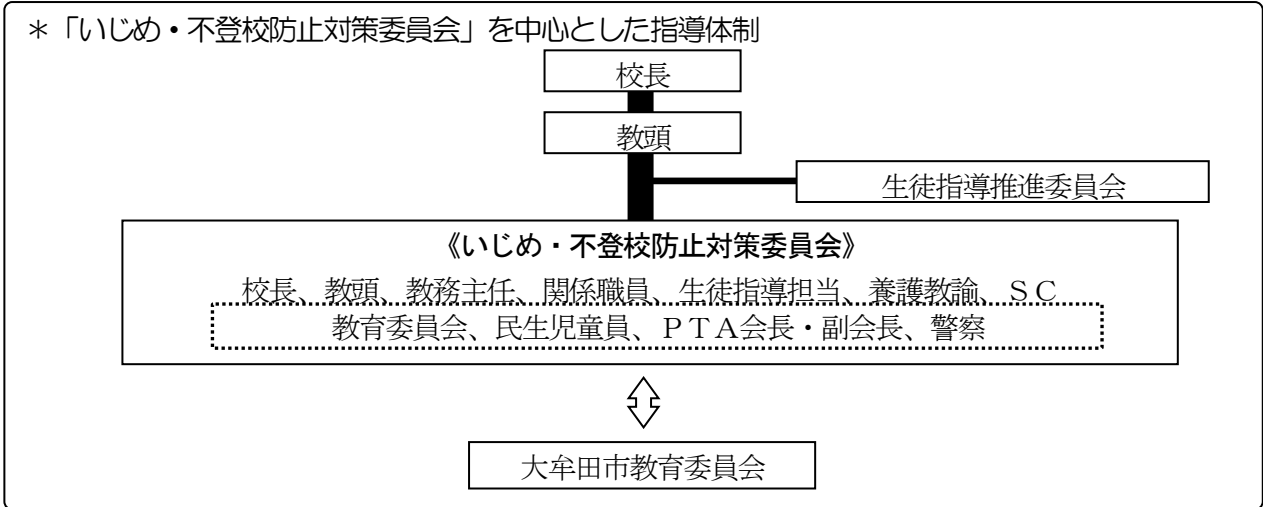 ＊「いじめ・不登校防止対策委員会」を中心とした指導体制
校長
教頭
生徒指導推進委員会
《いじめ・不登校防止対策委員会》
校長、教頭、教務主任、関係職員、生徒指導担当、養護教諭、ＳＣ
教育委員会、民生児童員、ＰＴＡ会長・副会長、警察
大牟田市教育委員会